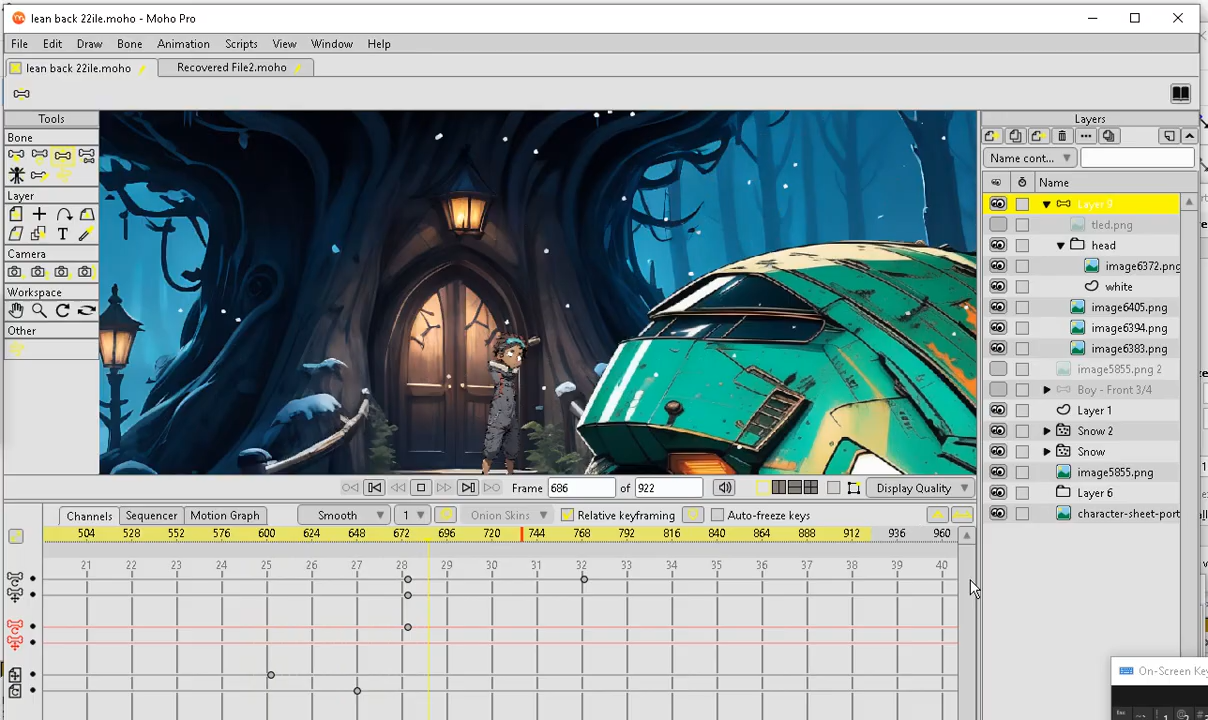 lean back 22ile.moho - Moho Pro
File Edit Draw Bone Animation Scripts View Window Help
lean back 22ile.moho Recovered File2.moho
Tools
Bone
Layer
T
Camera
Workspace
Other
Layers
Name cont...
Name
Layer 9
tled.png
head
image6372.png
white
image6405.png
image6394.png
image6383.png
image5855.png 2
Boy - Front 3/4
Layer 1
Snow 2
Snow
image5855.png
Layer 6
character-sheet-port
Frame 686 of 922 Display Quality
Channels Sequencer Motion Graph Smooth 1 Onion Skins Relative keyframing Auto-freeze keys
504 528 552 576 600 624 648 672 696 720 744 768 792 816 840 864 888 912 936 960
21 22 23 24 25 26 27 28 29 30 31 32 33 34 35 36 37 38 39 40
On-Screen Key